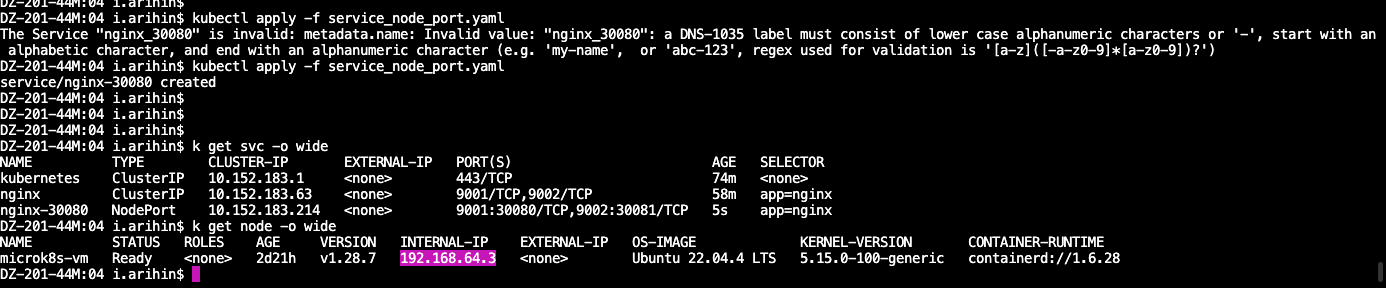 DZ-201-44M:04 i.arihin$
DZ-201-44M:04 i.arihin$ kubectl apply -f service_node_port.yaml
The Service "nginx_30080" is invalid: metadata.name: Invalid value: "nginx_30080": a DNS-1035 label must consist of lower case alphanumeric characters or '-', start with an
 alphabetic character, and end with an alphanumeric character (e.g. 'my-name',  or 'abc-123', regex used for validation is '[a-z]([-a-z0-9]*[a-z0-9])?')
DZ-201-44M:04 i.arihin$ kubectl apply -f service_node_port.yaml
service/nginx-30080 created
DZ-201-44M:04 i.arihin$
DZ-201-44M:04 i.arihin$
DZ-201-44M:04 i.arihin$
DZ-201-44M:04 i.arihin$ k get svc -o wide
NAME          TYPE        CLUSTER-IP       EXTERNAL-IP   PORT(S)                         AGE   SELECTOR
kubernetes    ClusterIP   10.152.183.1     <none>        443/TCP                         74m   <none>
nginx         ClusterIP   10.152.183.63    <none>        9001/TCP,9002/TCP               58m   app=nginx
nginx-30080   NodePort    10.152.183.214   <none>        9001:30080/TCP,9002:30081/TCP   5s    app=nginx
DZ-201-44M:04 i.arihin$ k get node -o wide
NAME          STATUS   ROLES    AGE     VERSION   INTERNAL-IP    EXTERNAL-IP   OS-IMAGE             KERNEL-VERSION       CONTAINER-RUNTIME
microk8s-vm   Ready    <none>   2d21h   v1.28.7   192.168.64.3   <none>        Ubuntu 22.04.4 LTS   5.15.0-100-generic   containerd://1.6.28
DZ-201-44M:04 i.arihin$